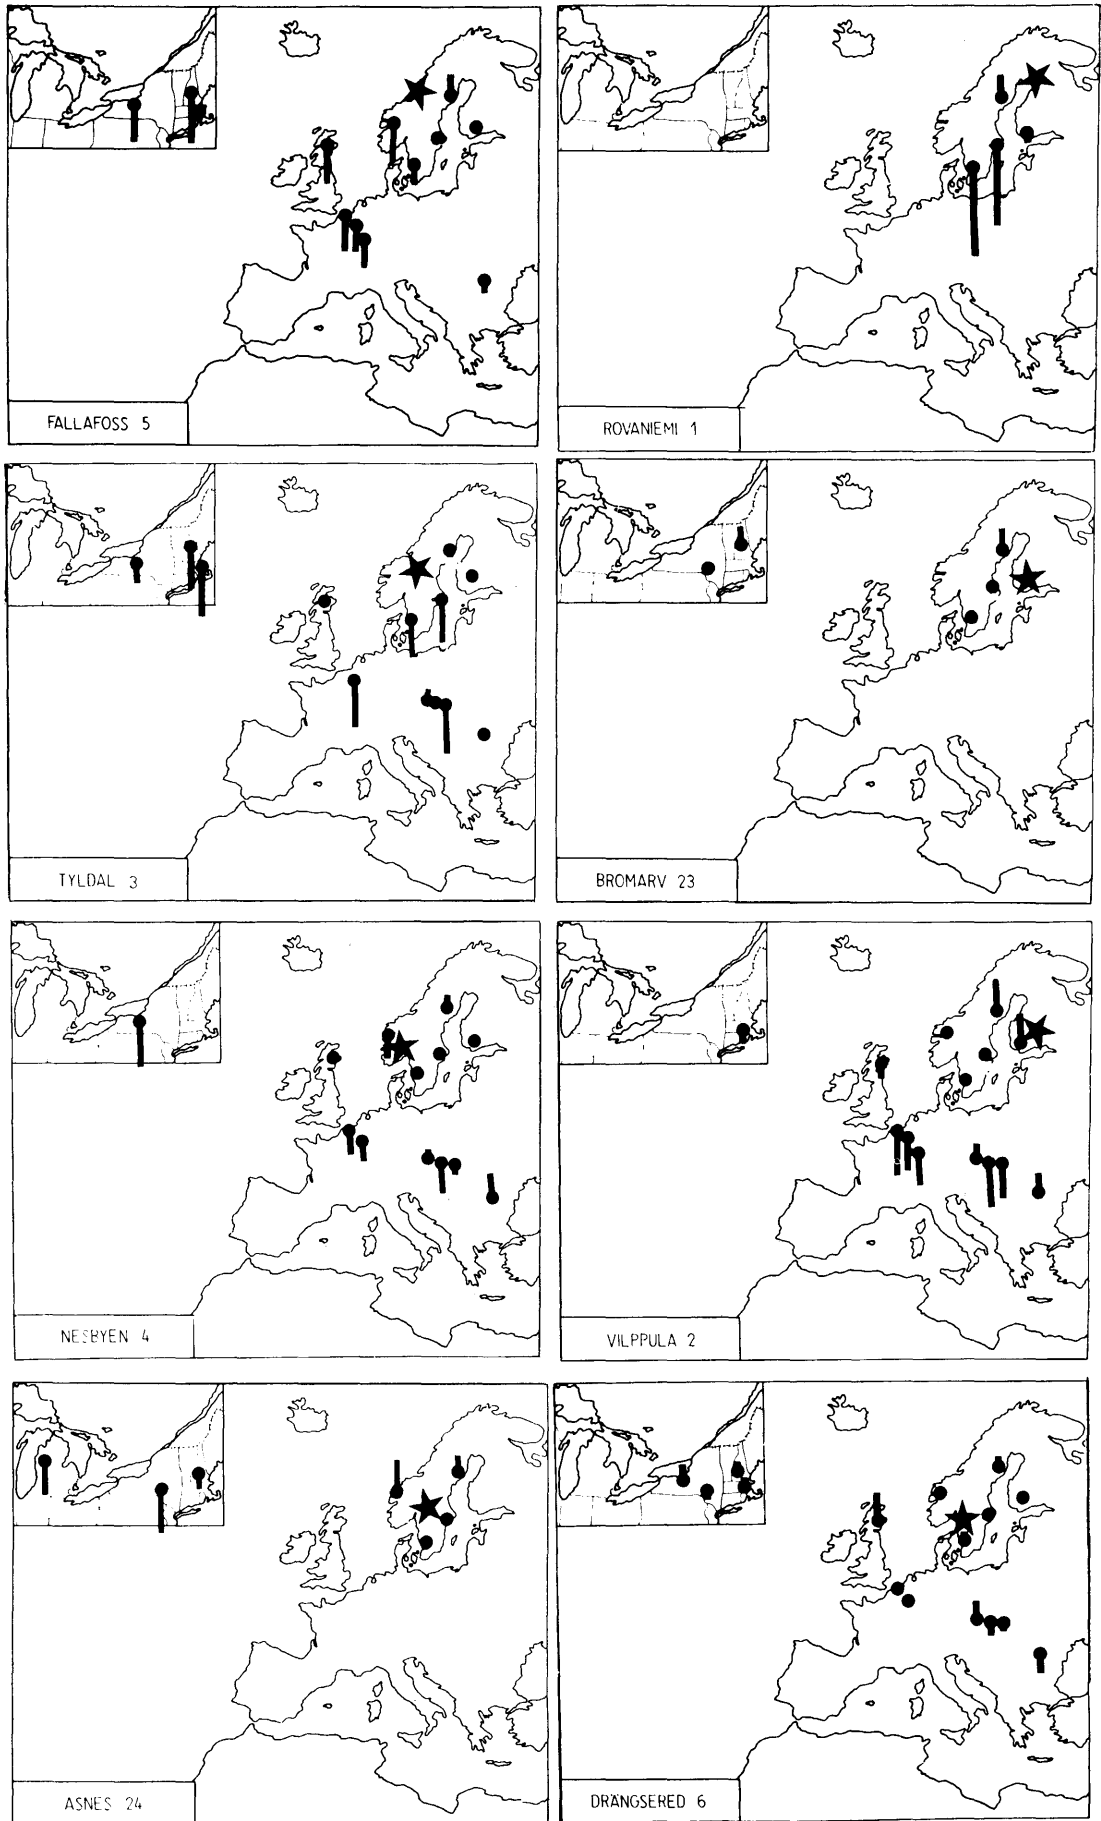 FALLAFOSS 5
ROVANIEMI 1
TYLDAL 3
BROMARV 23
NESBYEN 4
VILPPULA 2
ASNES 24
DRÄNGSERED 6